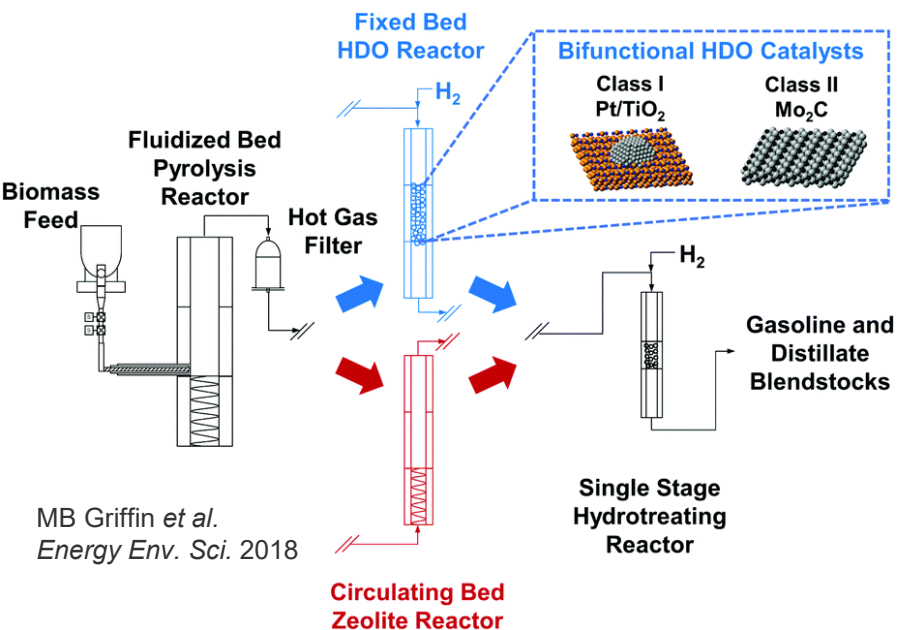 Fixed Bed
HDO Reactor
H₂
Bifunctional HDO Catalysts
Class I
Pt/TiO₂
Class II
Mo₂C
Fluidized Bed
Pyrolysis
Reactor
Biomass
Feed
Hot Gas
Filter
H₂
Gasoline and
Distillate
Blendstocks
Single Stage
Hydrotreating
Reactor
MB Griffin et al.
Energy Env. Sci. 2018
Circulating Bed
Zeolite Reactor